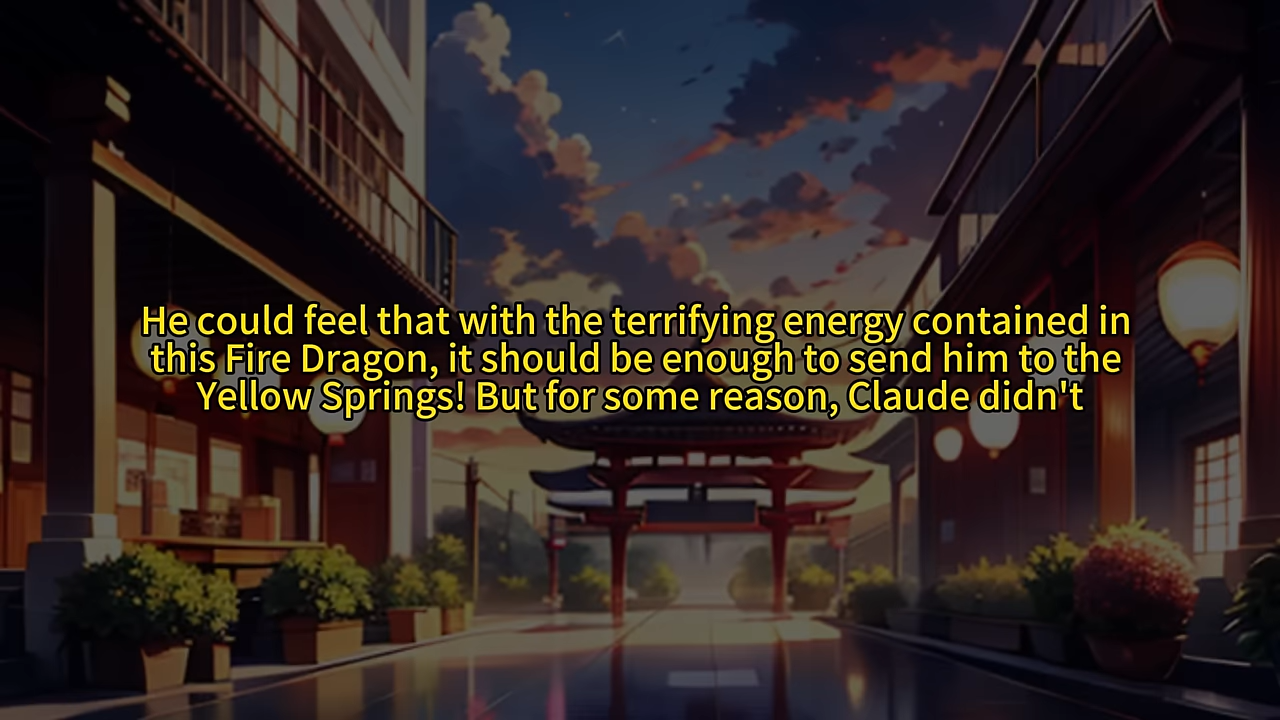 He could feel that with the terrifying energy contained in
this Fire Dragon, it should be enough to send him to the
Yellow Springs! But for some reason, Claude didn't